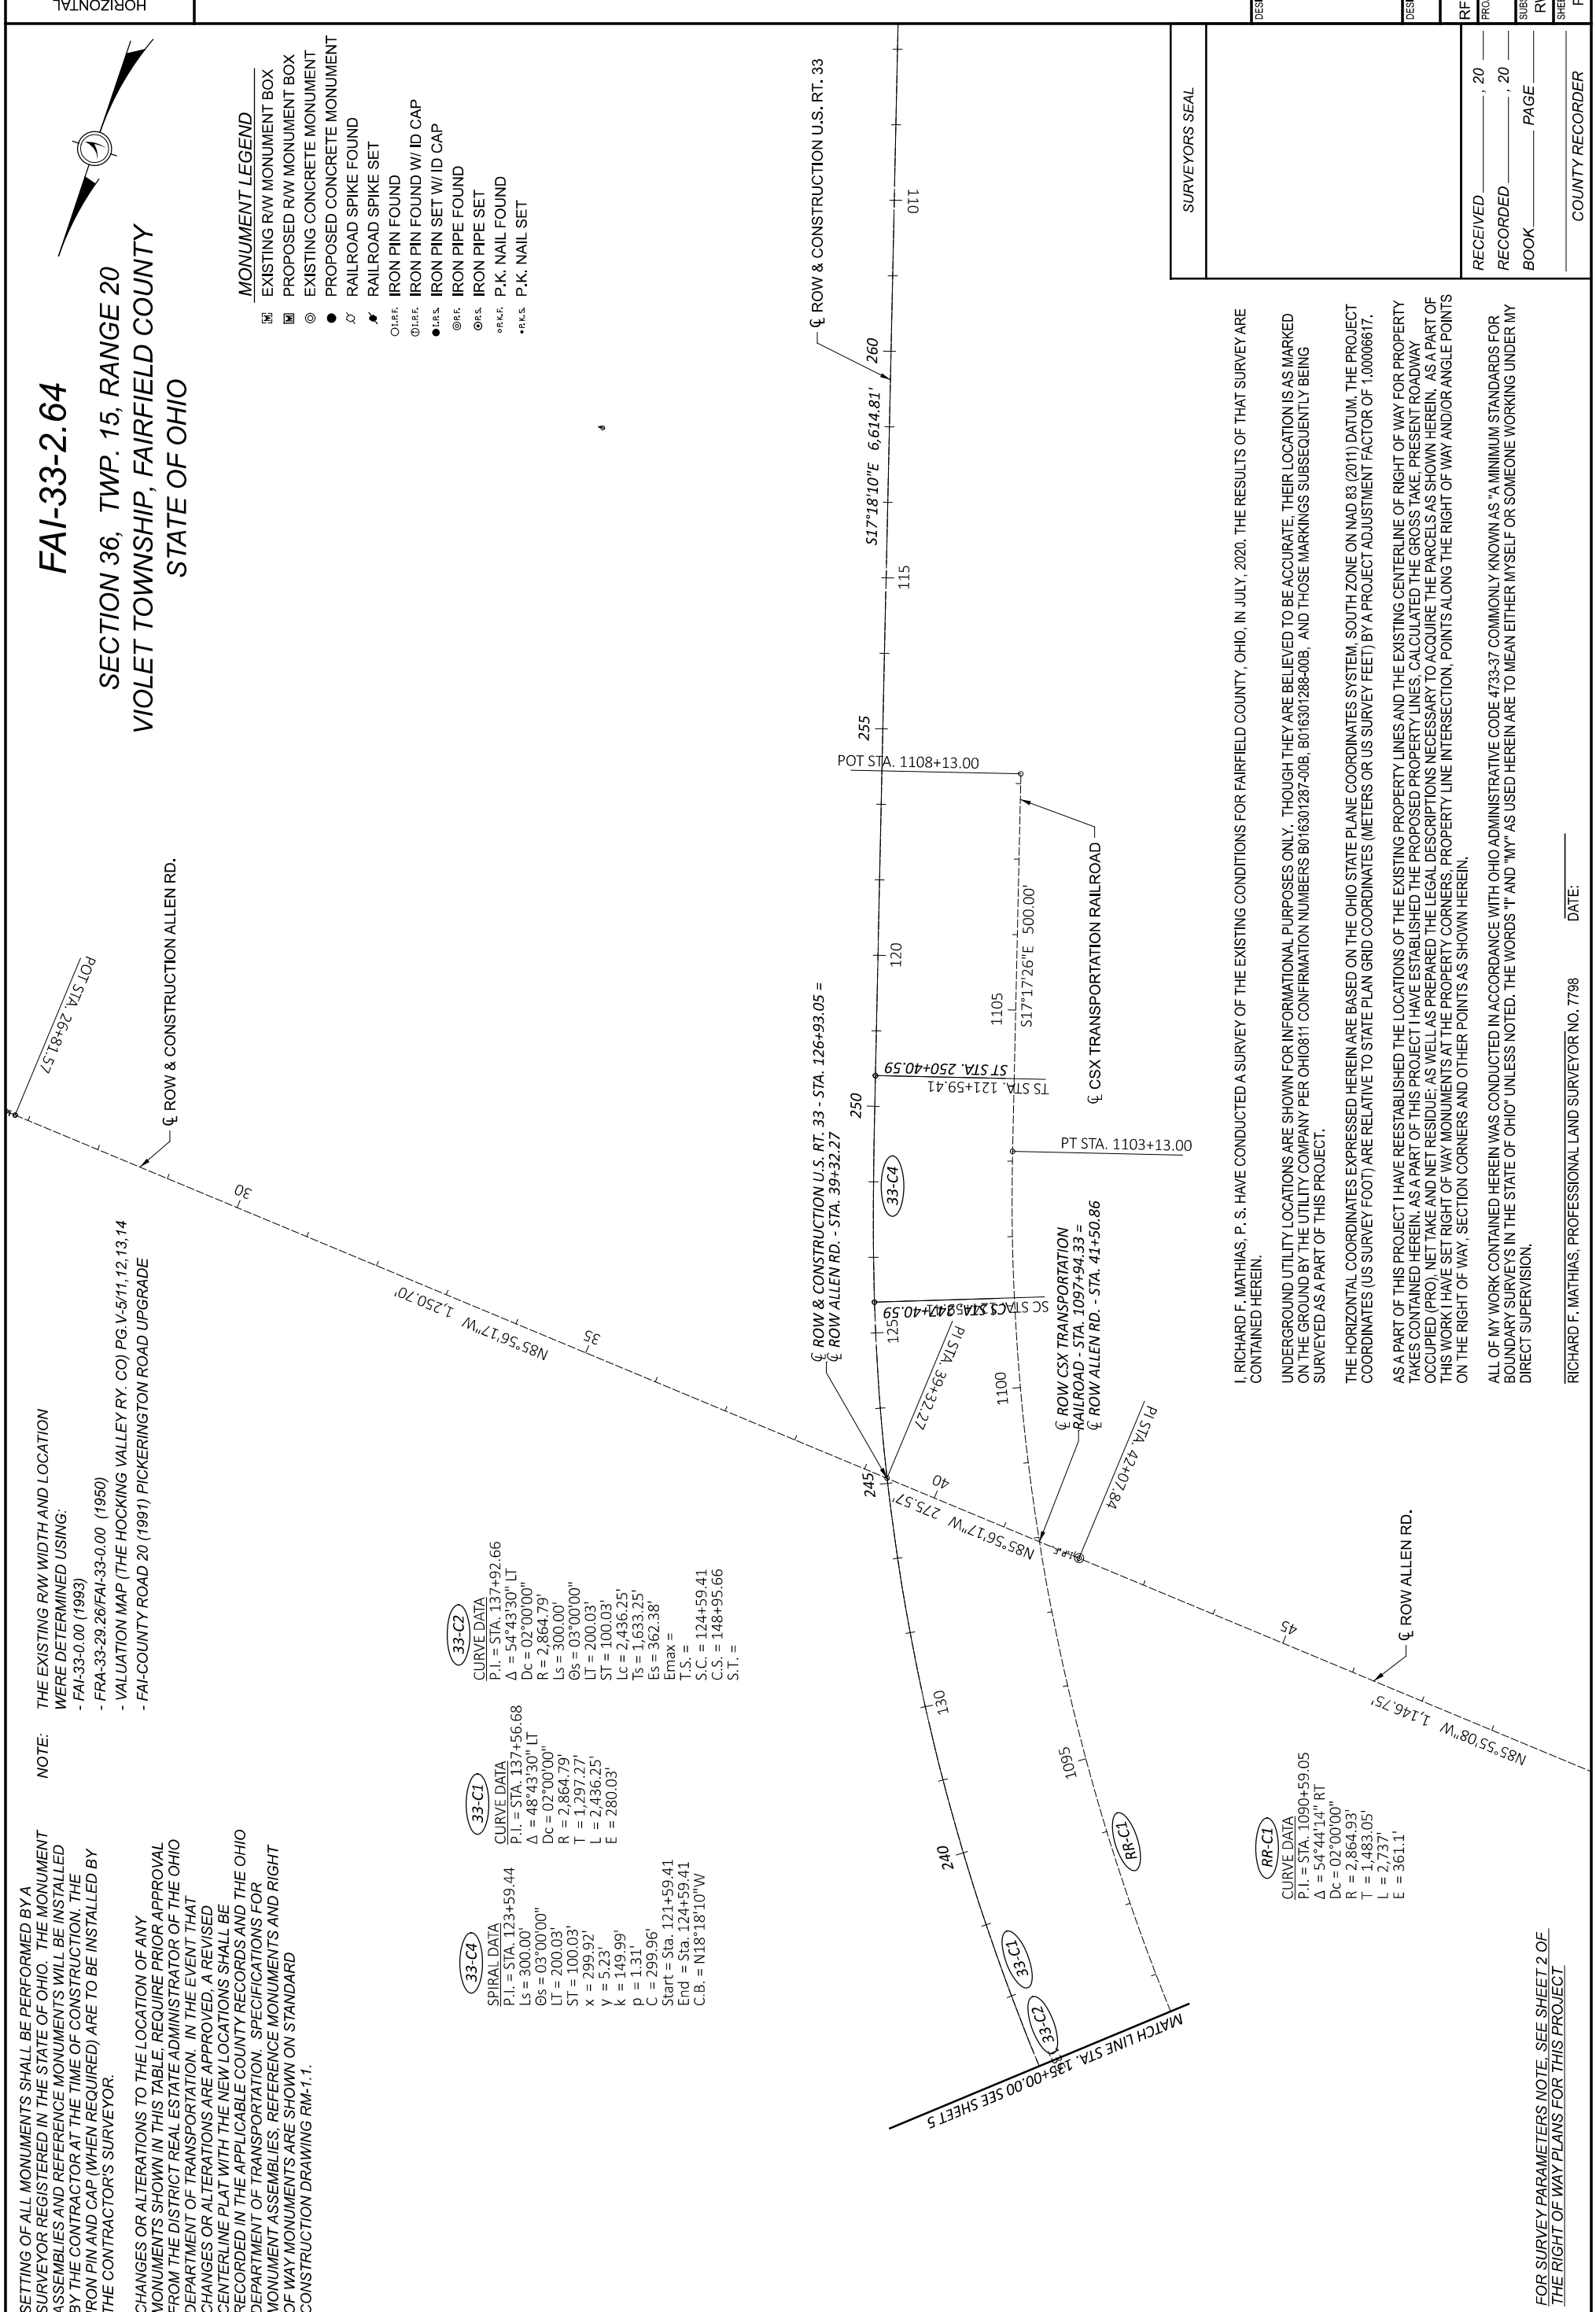 SETTING OF ALL MONUMENTS SHALL BE PERFORMED BY A
SURVEYOR REGISTERED IN THE STATE OF OHIO. THE MONUMENT
ASSEMBLIES AND REFERENCE MONUMENTS WILL BE INSTALLED
BY THE CONTRACTOR AT THE TIME OF CONSTRUCTION. THE
IRON PIN AND CAP (WHEN REQUIRED) ARE TO BE INSTALLED BY
THE CONTRACTOR'S SURVEYOR.
CHANGES OR ALTERATIONS TO THE LOCATION OF ANY
MONUMENTS SHOWN IN THIS TABLE, REQUIRE PRIOR APPROVAL
FROM THE DISTRICT REAL ESTATE ADMINISTRATOR OF THE OHIO
DEPARTMENT OF TRANSPORTATION. IN THE EVENT THAT
CHANGES OR ALTERATIONS ARE APPROVED, A REVISED
CENTERLINE PLAT WITH THE NEW LOCATIONS SHALL BE
RECORDED IN THE APPLICABLE COUNTY RECORDS AND THE OHIO
DEPARTMENT OF TRANSPORTATION. SPECIFICATIONS FOR
MONUMENT ASSEMBLIES, REFERENCE MONUMENTS AND RIGHT
OF WAY MONUMENTS ARE SHOWN ON STANDARD
CONSTRUCTION DRAWING RM-1.1.
NOTE: THE EXISTING R/W WIDTH AND LOCATION
WERE DETERMINED USING:
- FAI-33-0.00 (1993)
- FRA-33-29.26/FAI-33-0.00 (1950)
- VALUATION MAP (THE HOCKING VALLEY RY. CO) PG.V-5/11,12,13,14
- FAI-COUNTY ROAD 20 (1991) PICKERINGTON ROAD UPGRADE
FAI-33-2.64
SECTION 36, TWP. 15, RANGE 20
VIOLET TOWNSHIP, FAIRFIELD COUNTY
STATE OF OHIO
HORIZONTAL
MONUMENT LEGEND
EXISTING R/W MONUMENT BOX
PROPOSED R/W MONUMENT BOX
EXISTING CONCRETE MONUMENT
PROPOSED CONCRETE MONUMENT
RAILROAD SPIKE FOUND
RAILROAD SPIKE SET
I.P.F. IRON PIN FOUND
I.P.F. IRON PIN FOUND W/ ID CAP
I.P.S. IRON PIN SET W/ ID CAP
P.F. IRON PIPE FOUND
P.S. IRON PIPE SET
P.K.F. P.K. NAIL FOUND
P.K.S. P.K. NAIL SET
POT STA. 26+81.57
℄ ROW & CONSTRUCTION ALLEN RD.
30
N85°56'17"W 1,250.70'
35
33-C4
SPIRAL DATA
P.I. = STA. 123+59.44
Ls = 300.00'
Θs = 03°00'00"
LT = 200.03'
ST = 100.03'
x = 299.92'
y = 5.23'
k = 149.99'
p = 1.31'
C = 299.96'
Start = Sta. 121+59.41
End = Sta. 124+59.41
C.B. = N18°18'10"W
33-C1
CURVE DATA
P.I. = STA. 137+56.68
Δ = 48°43'30" LT
Dc = 02°00'00"
R = 2,864.79'
T = 1,297.27'
L = 2,436.25'
E = 280.03'
33-C2
CURVE DATA
P.I. = STA. 137+92.66
Δ = 54°43'30" LT
Dc = 02°00'00"
R = 2,864.79'
Ls = 300.00'
Θs = 03°00'00"
LT = 200.03'
ST = 100.03'
Lc = 2,436.25'
Ts = 1,633.25'
Es = 362.38'
Emax =
T.S. =
S.C. = 124+59.41
C.S. = 148+95.66
S.T. =
℄ ROW & CONSTRUCTION U.S. RT. 33 - STA. 126+93.05 =
℄ ROW ALLEN RD. - STA. 39+32.27
℄ ROW & CONSTRUCTION U.S. RT. 33
240
245
250
255
S17°18'10"E 6,614.81'
260
130
125
120
115
110
33-C2
33-C1
33-C4
SC STA. 124+59.41
CS STA. 247+40.59
ST STA. 250+40.59
TS STA. 121+59.41
POT STA. 1108+13.00
PI STA. 39+32.27
40
N85°56'17"W 275.57'
MATCH LINE STA. 135+00.00 SEE SHEET 5
RR-C1
1095
1100
1105
S17°17'26"E 500.00'
PT STA. 1103+13.00
℄ CSX TRANSPORTATION RAILROAD
℄ ROW CSX TRANSPORTATION
RAILROAD - STA. 1097+94.33 =
℄ ROW ALLEN RD. - STA. 41+50.86
I.P.F.
PI STA. 42+07.84
45
℄ ROW ALLEN RD.
N85°55'08"W 1,146.75'
RR-C1
CURVE DATA
P.I. = STA. 1090+59.05
Δ = 54°44'14" RT
Dc = 02°00'00"
R = 2,864.93'
T = 1,483.05'
L = 2,737'
E = 361.1'
FOR SURVEY PARAMETERS NOTE, SEE SHEET 2 OF
THE RIGHT OF WAY PLANS FOR THIS PROJECT
I, RICHARD F. MATHIAS, P. S. HAVE CONDUCTED A SURVEY OF THE EXISTING CONDITIONS FOR FAIRFIELD COUNTY, OHIO, IN JULY, 2020. THE RESULTS OF THAT SURVEY ARE
CONTAINED HEREIN.
UNDERGROUND UTILITY LOCATIONS ARE SHOWN FOR INFORMATIONAL PURPOSES ONLY. THOUGH THEY ARE BELIEVED TO BE ACCURATE, THEIR LOCATION IS AS MARKED
ON THE GROUND BY THE UTILITY COMPANY PER OHIO811 CONFIRMATION NUMBERS B016301287-00B, B016301288-00B, AND THOSE MARKINGS SUBSEQUENTLY BEING
SURVEYED AS A PART OF THIS PROJECT.
THE HORIZONTAL COORDINATES EXPRESSED HEREIN ARE BASED ON THE OHIO STATE PLANE COORDINATES SYSTEM, SOUTH ZONE ON NAD 83 (2011) DATUM. THE PROJECT
COORDINATES (US SURVEY FOOT) ARE RELATIVE TO STATE PLAN GRID COORDINATES (METERS OR US SURVEY FEET) BY A PROJECT ADJUSTMENT FACTOR OF 1.00006617.
AS A PART OF THIS PROJECT I HAVE REESTABLISHED THE LOCATIONS OF THE EXISTING PROPERTY LINES AND THE EXISTING CENTERLINE OF RIGHT OF WAY FOR PROPERTY
TAKES CONTAINED HEREIN. AS A PART OF THIS PROJECT I HAVE ESTABLISHED THE PROPOSED PROPERTY LINES, CALCULATED THE GROSS TAKE, PRESENT ROADWAY
OCCUPIED (PRO), NET TAKE AND NET RESIDUE; AS WELL AS PREPARED THE LEGAL DESCRIPTIONS NECESSARY TO ACQUIRE THE PARCELS AS SHOWN HEREIN. AS A PART OF
THIS WORK I HAVE SET RIGHT OF WAY MONUMENTS AT THE PROPERTY CORNERS, PROPERTY LINE INTERSECTION, POINTS ALONG THE RIGHT OF WAY AND/OR ANGLE POINTS
ON THE RIGHT OF WAY, SECTION CORNERS AND OTHER POINTS AS SHOWN HEREIN.
ALL OF MY WORK CONTAINED HEREIN WAS CONDUCTED IN ACCORDANCE WITH OHIO ADMINISTRATIVE CODE 4733-37 COMMONLY KNOWN AS "A MINIMUM STANDARDS FOR
BOUNDARY SURVEYS IN THE STATE OF OHIO" UNLESS NOTED. THE WORDS "I" AND "MY" AS USED HEREIN ARE TO MEAN EITHER MYSELF OR SOMEONE WORKING UNDER MY
DIRECT SUPERVISION.
RICHARD F. MATHIAS, PROFESSIONAL LAND SURVEYOR NO. 7798 DATE:
SURVEYORS SEAL
RECEIVED , 20
RECORDED , 20
BOOK PAGE
COUNTY RECORDER